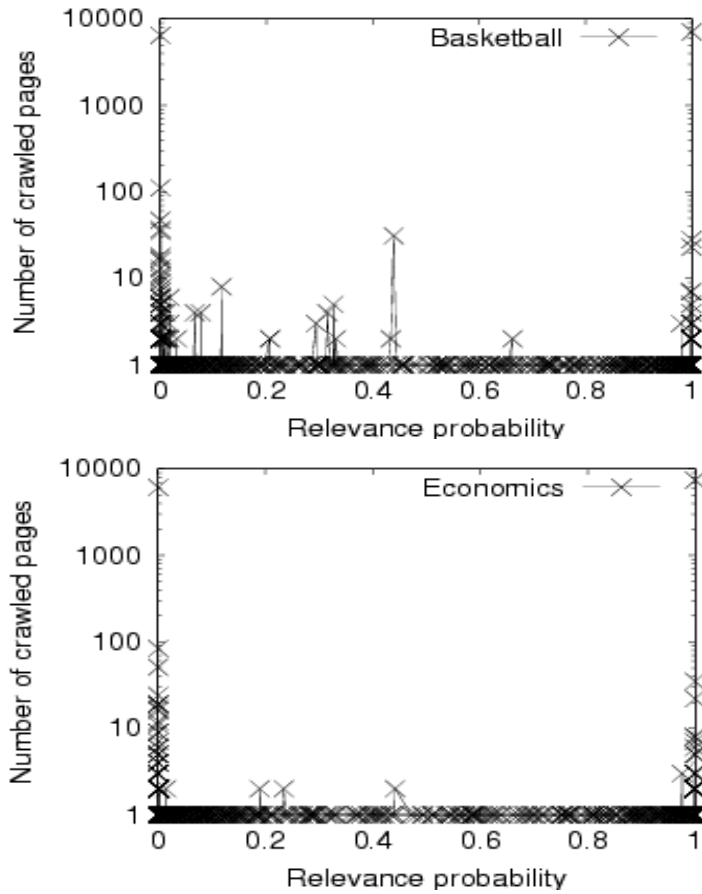 10000
Basketball
1000
100
10
1
0 0.2 0.4 0.6 0.8 1
Number of crawled pages
Relevance probability
10000
Economics
1000
100
10
1
0 0.2 0.4 0.6 0.8 1
Number of crawled pages
Relevance probability